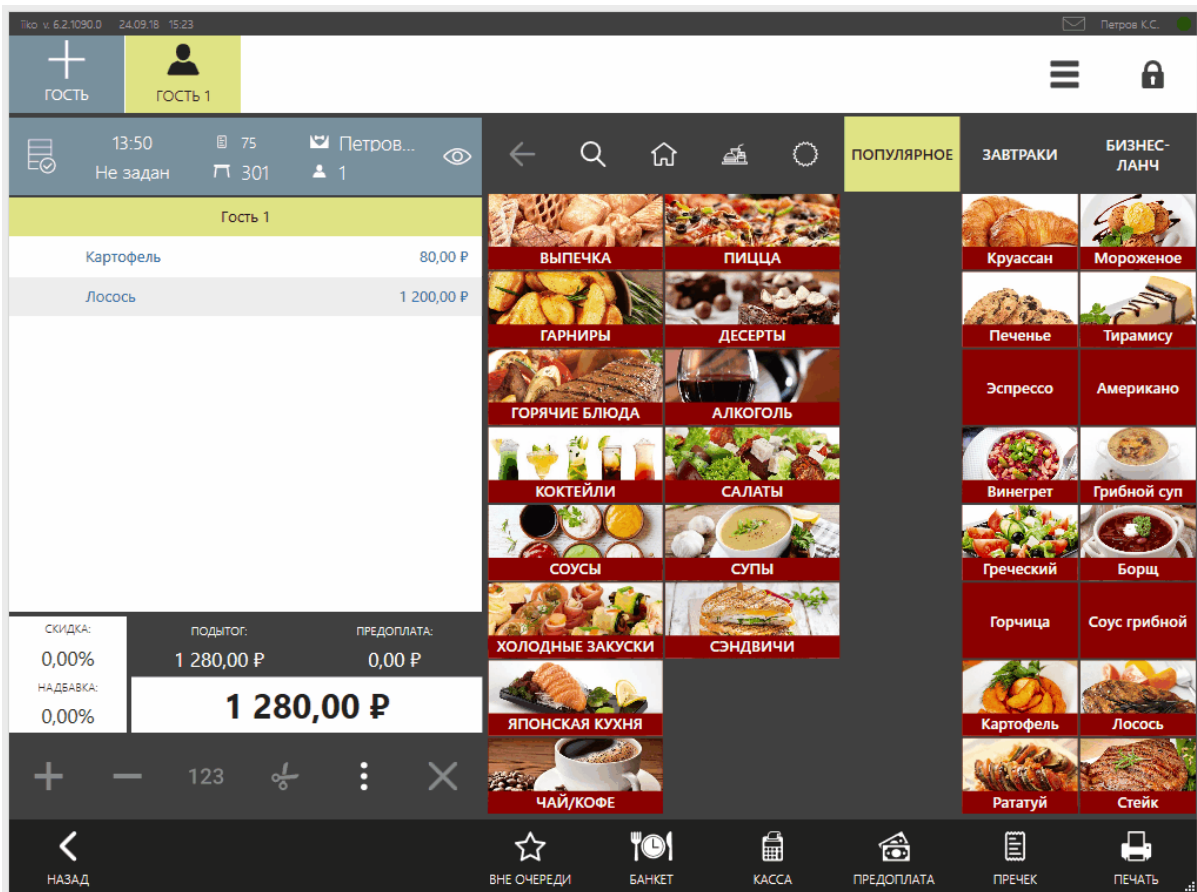 iiko v. 6.2.1090.0 24.09.18 15:23 Петров К.С.
ГОСТЬ ГОСТЬ 1
13:50 75 Петров...
Не задан 301 1
ПОПУЛЯРНОЕ ЗАВТРАКИ БИЗНЕС-
ЛАНЧ
Гость 1
Картофель 80,00 ₽
Лосось 1 200,00 ₽
СКИДКА: ПОДЫТОГ: ПРЕДОПЛАТА:
0,00% 1 280,00 ₽ 0,00 ₽
НАДБАВКА:
0,00% 1 280,00 ₽
123
ВЫПЕЧКА ПИЦЦА Круассан Мороженое
ГАРНИРЫ ДЕСЕРТЫ Печенье Тирамису
ГОРЯЧИЕ БЛЮДА АЛКОГОЛЬ Эспрессо Американо
КОКТЕЙЛИ САЛАТЫ Винегрет Грибной суп
СОУСЫ СУПЫ Греческий Борщ
ХОЛОДНЫЕ ЗАКУСКИ СЭНДВИЧИ Горчица Соус грибной
ЯПОНСКАЯ КУХНЯ Картофель Лосось
ЧАЙ/КОФЕ Рататуй Стейк
НАЗАД ВНЕ ОЧЕРЕДИ БАНКЕТ КАССА ПРЕДОПЛАТА ПРЕЧЕК ПЕЧАТЬ